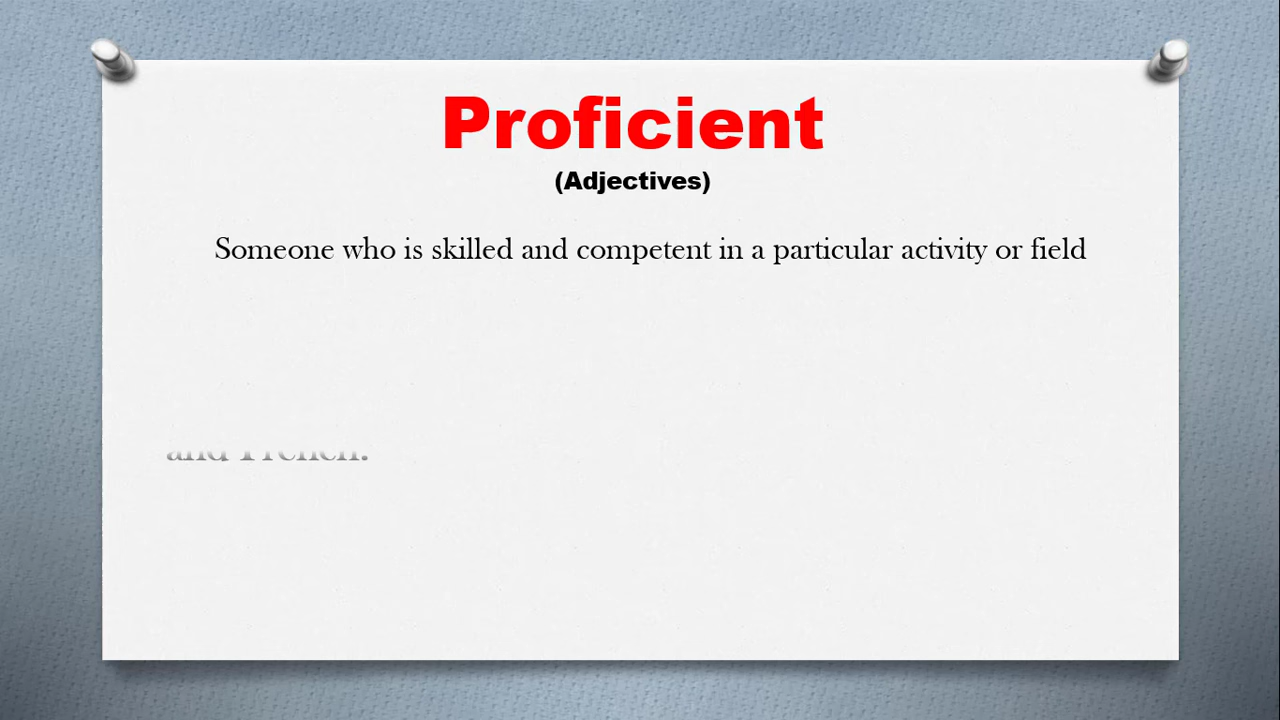 Proficient
(Adjectives)
Someone who is skilled and competent in a particular activity or field
and French.